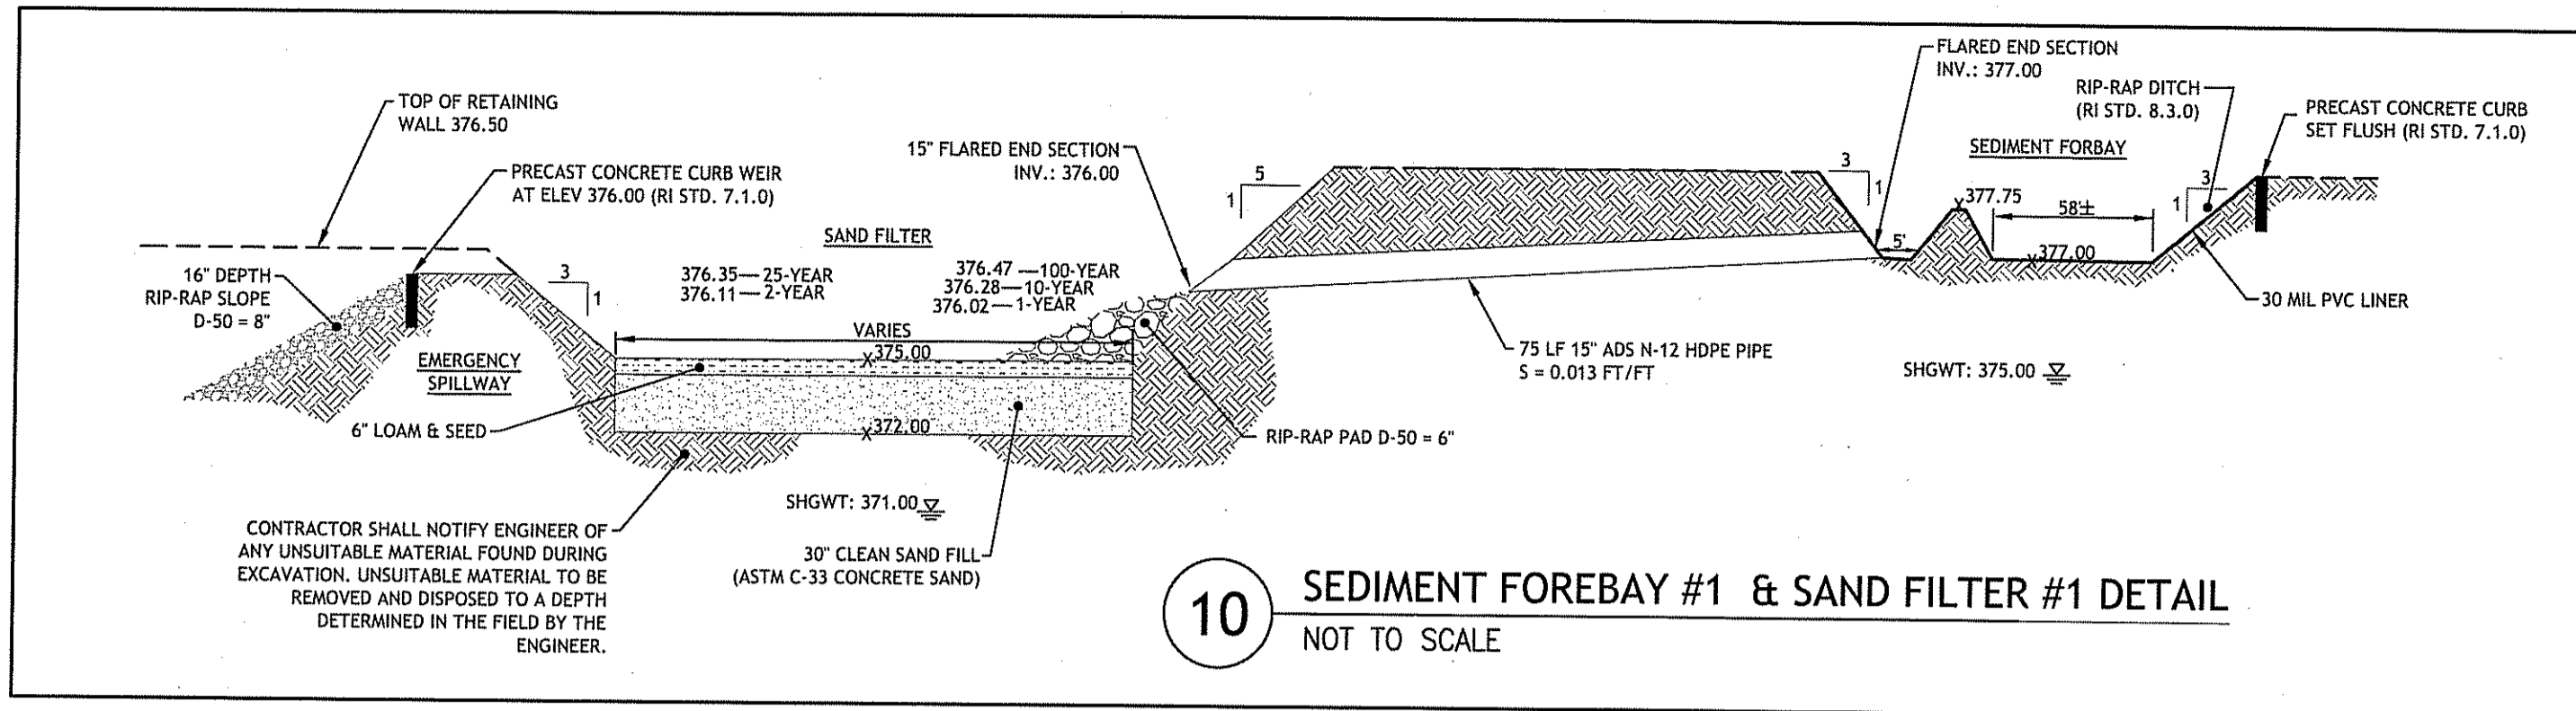 TOP OF RETAINING
WALL 376.50
PRECAST CONCRETE CURB WEIR
AT ELEV 376.00 (RI STD. 7.1.0)
16" DEPTH
RIP-RAP SLOPE
D-50 = 8"
EMERGENCY
SPILLWAY
6" LOAM & SEED
CONTRACTOR SHALL NOTIFY ENGINEER OF
ANY UNSUITABLE MATERIAL FOUND DURING
EXCAVATION. UNSUITABLE MATERIAL TO BE
REMOVED AND DISPOSED TO A DEPTH
DETERMINED IN THE FIELD BY THE
ENGINEER.
3
1
SAND FILTER
376.35 — 25-YEAR
376.11 — 2-YEAR
376.47 — 100-YEAR
376.28 — 10-YEAR
376.02 — 1-YEAR
VARIES
X 375.00
X 372.00
SHGWT: 371.00
30" CLEAN SAND FILL
(ASTM C-33 CONCRETE SAND)
15" FLARED END SECTION
INV.: 376.00
5
1
RIP-RAP PAD D-50 = 6"
75 LF 15" ADS N-12 HDPE PIPE
S = 0.013 FT/FT
3
1
FLARED END SECTION
INV.: 377.00
5'
X 377.75
SEDIMENT FORBAY
58'±
X 377.00
RIP-RAP DITCH
(RI STD. 8.3.0)
3
1
PRECAST CONCRETE CURB
SET FLUSH (RI STD. 7.1.0)
30 MIL PVC LINER
SHGWT: 375.00
10
SEDIMENT FOREBAY #1 & SAND FILTER #1 DETAIL
NOT TO SCALE